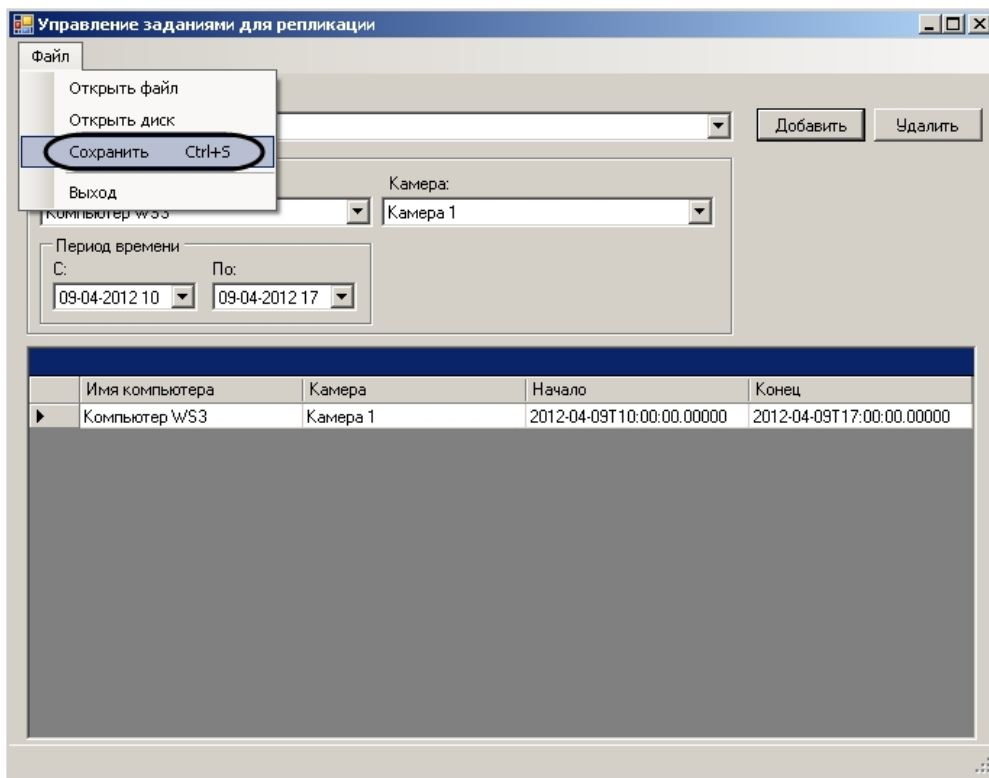 Управление заданиями для репликации
Файл
Открыть файл
Открыть диск
Сохранить Ctrl+S
Выход
Добавить Удалить
Камера:
Компьютер WS3 Камера 1
Период времени
С: По:
09-04-2012 10 09-04-2012 17
Имя компьютера Камера Начало Конец
Компьютер WS3 Камера 1 2012-04-09T10:00:00.00000 2012-04-09T17:00:00.00000